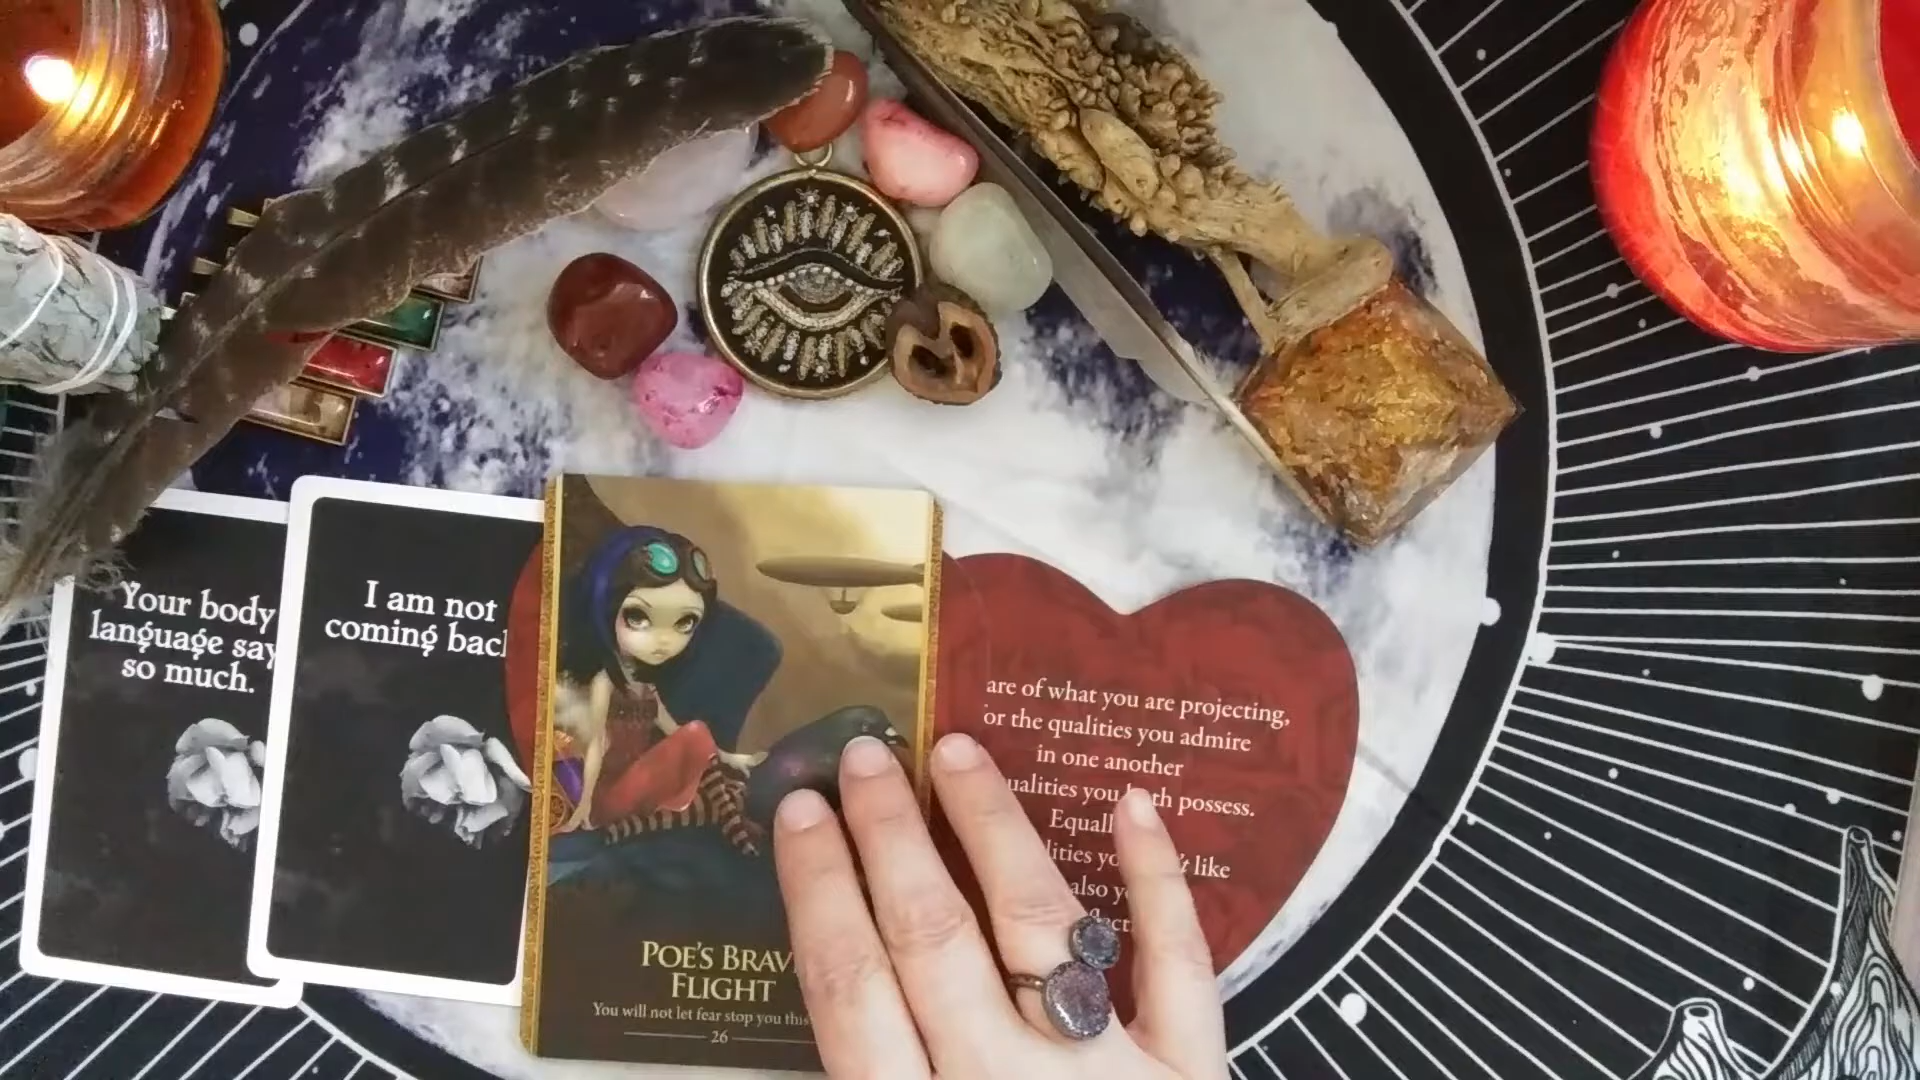 Your body
language say
so much.
I am not
coming back
POE'S BRAV
FLIGHT
You will not let fear stop you this
26
are of what you are projecting,
or the qualities you admire
in one another
ualities you both possess.
Equall
lities yo 't like
also y